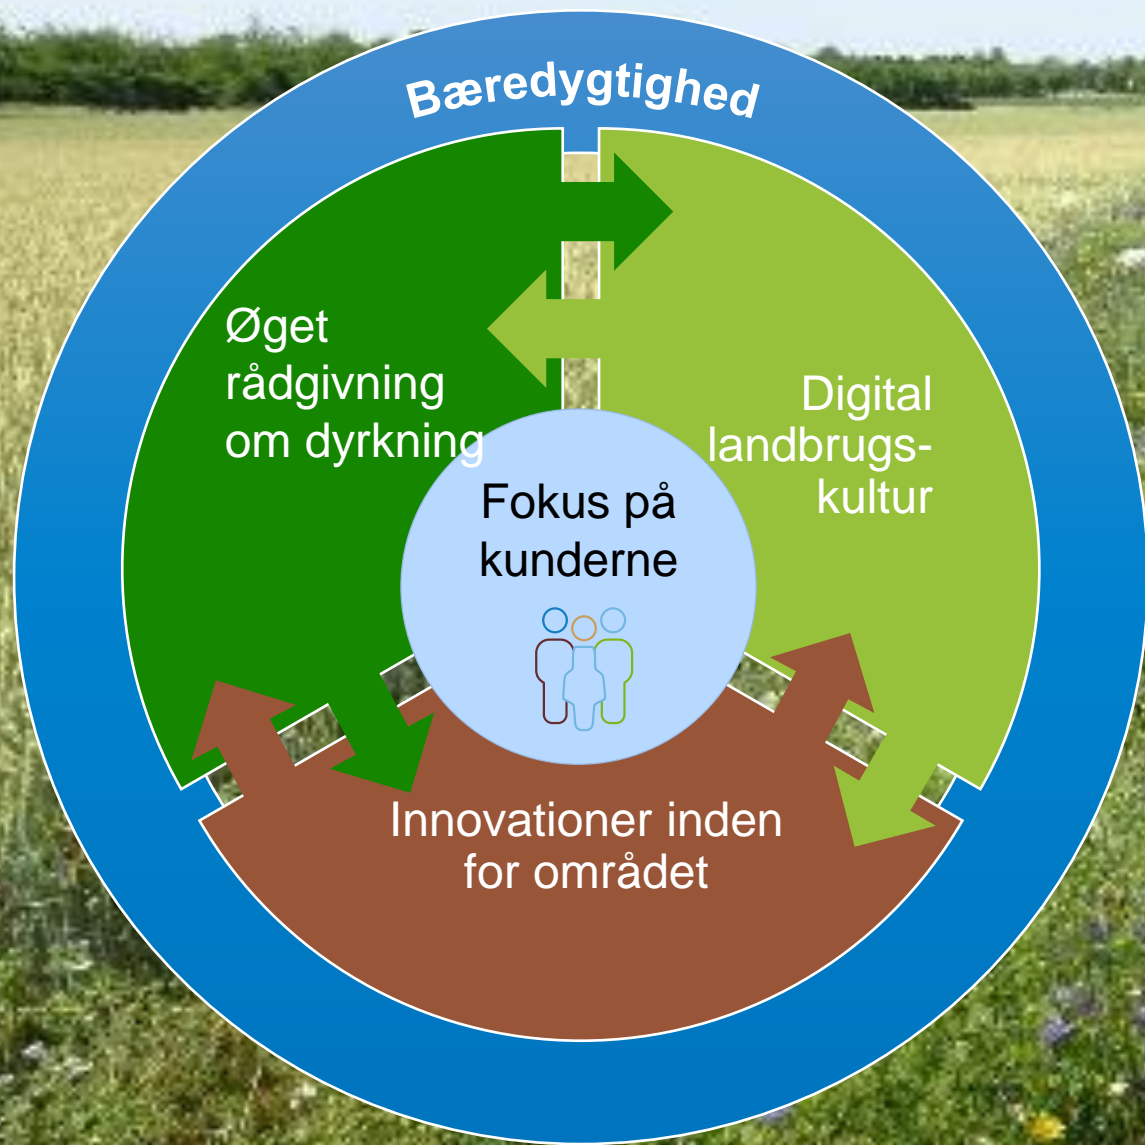 Bæredygtighed
Øget
rådgivning
om dyrkning
Digital
landbrugs-
kultur
Fokus på
kunderne
Innovationer inden
for området